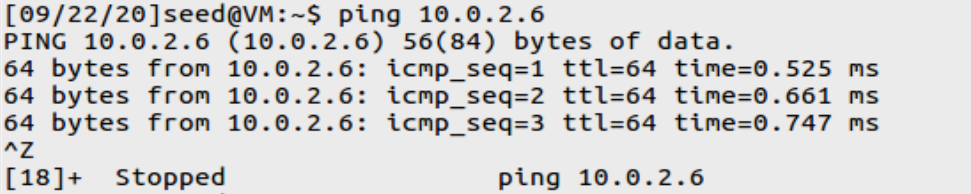 [09/22/20]seed@VM:~$ ping 10.0.2.6
PING 10.0.2.6 (10.0.2.6) 56(84) bytes of data.
64 bytes from 10.0.2.6: icmp_seq=1 ttl=64 time=0.525 ms
64 bytes from 10.0.2.6: icmp_seq=2 ttl=64 time=0.661 ms
64 bytes from 10.0.2.6: icmp_seq=3 ttl=64 time=0.747 ms
^Z
[18]+  Stopped                 ping 10.0.2.6